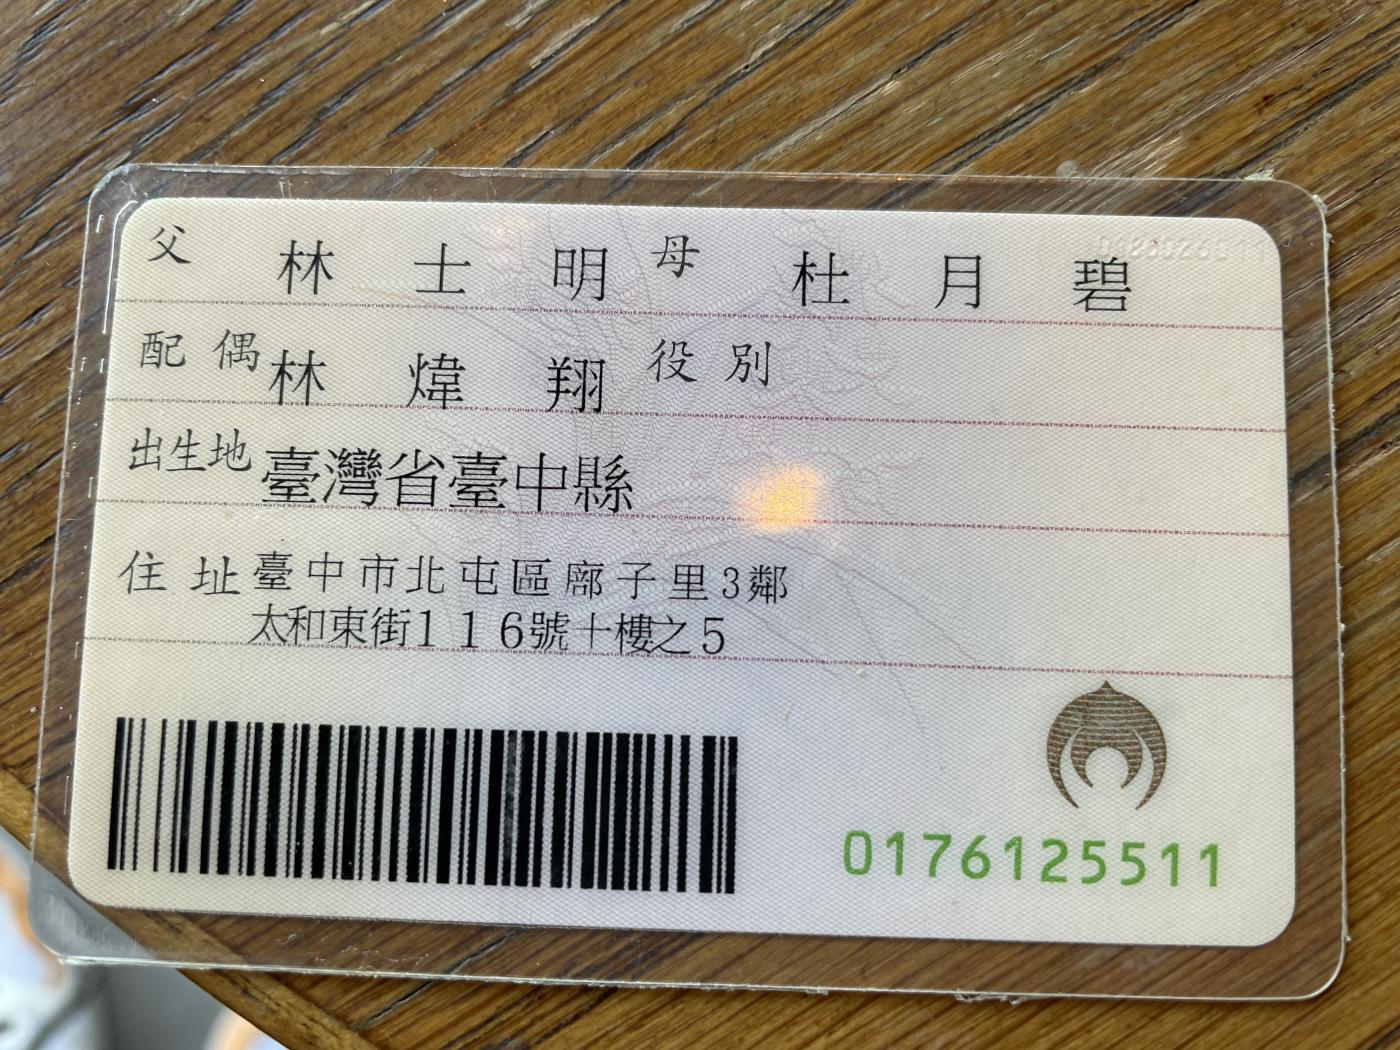 父 林士明 母 杜月碧
配偶 林煒翔 役別
出生地 臺灣省臺中縣
住址 臺中市北屯區廍子里3鄰
太和東街116號十樓之5
0176125511